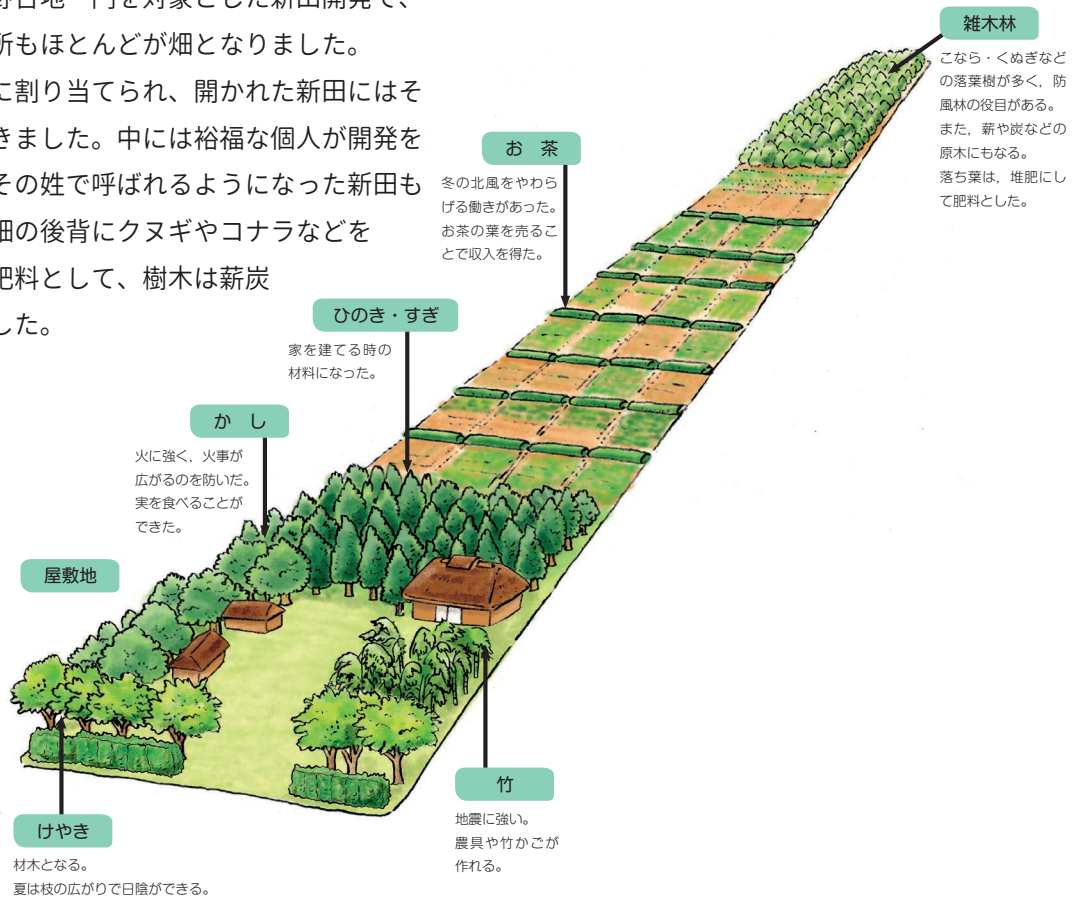 野台地一円を対象とした新田開発で、
所もほとんどが畑となりました。
に割り当てられ、開かれた新田にはそ
きました。中には裕福な個人が開発を
その姓で呼ばれるようになった新田も
畑の後背にクヌギやコナラなどを
肥料として、樹木は薪炭
した。
雑木林
こなら・くぬぎなど
の落葉樹が多く，防
風林の役目がある。
また，薪や炭などの
原木にもなる。
落ち葉は，堆肥にし
て肥料とした。
お 茶
冬の北風をやわら
げる働きがあった。
お茶の葉を売るこ
とで収入を得た。
ひのき・すぎ
家を建てる時の
材料になった。
か し
火に強く，火事が
広がるのを防いだ。
実を食べることが
できた。
屋敷地
けやき
材木となる。
夏は枝の広がりで日陰ができる。
竹
地震に強い。
農具や竹かごが
作れる。